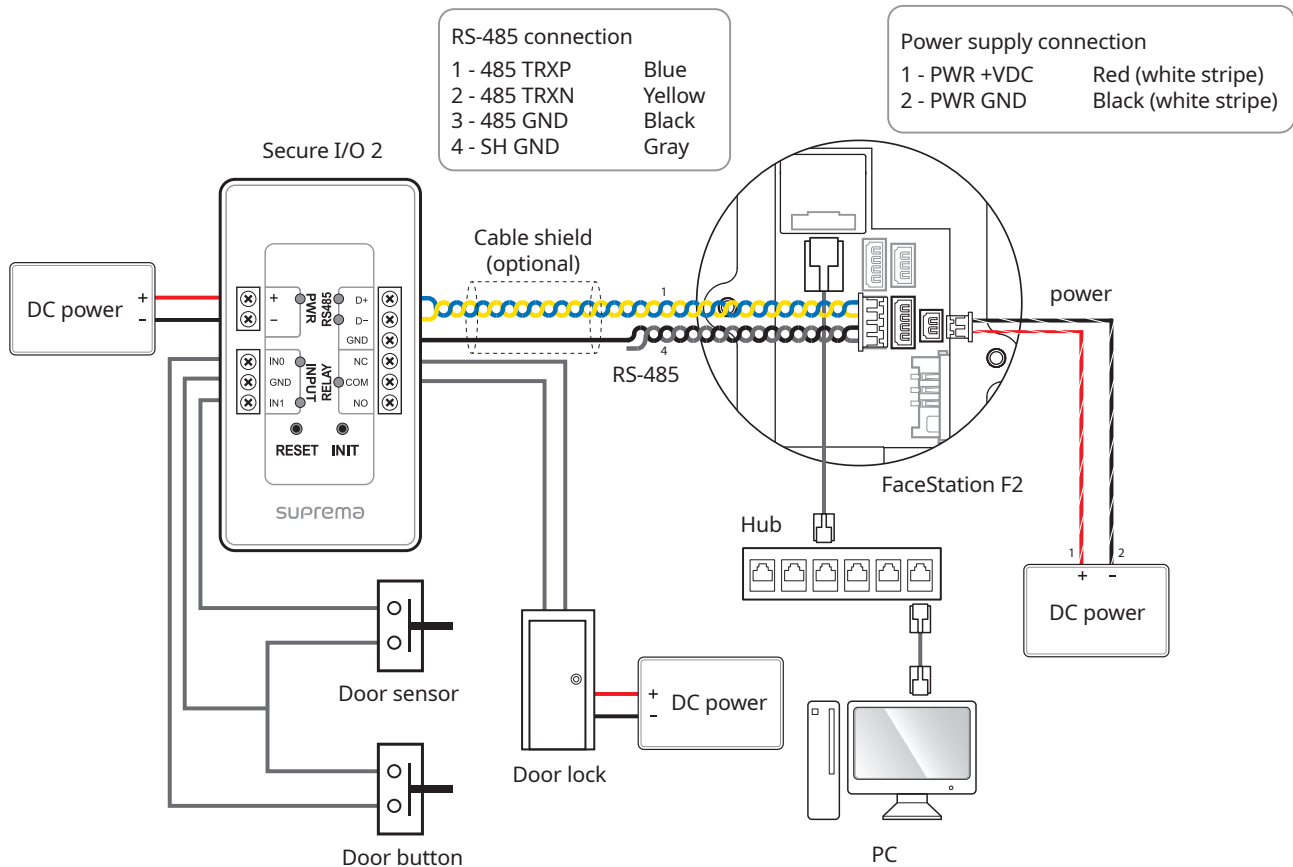 RS-485 connection
1 - 485 TRXP Blue
2 - 485 TRXN Yellow
3 - 485 GND Black
4 - SH GND Gray
Power supply connection
1 - PWR +VDC Red (white stripe)
2 - PWR GND Black (white stripe)
Secure I/O 2
Cable shield
(optional)
DC power
+
-
+
-
PWR
RS485
D+
D-
GND
IN0
GND
IN1
INPUT
RELAY
NC
COM
NO
RESET INIT
suprema
1
4
RS-485
power
FaceStation F2
1 2
+ -
DC power
Hub
Door sensor
Door button
Door lock
+
-
DC power
PC